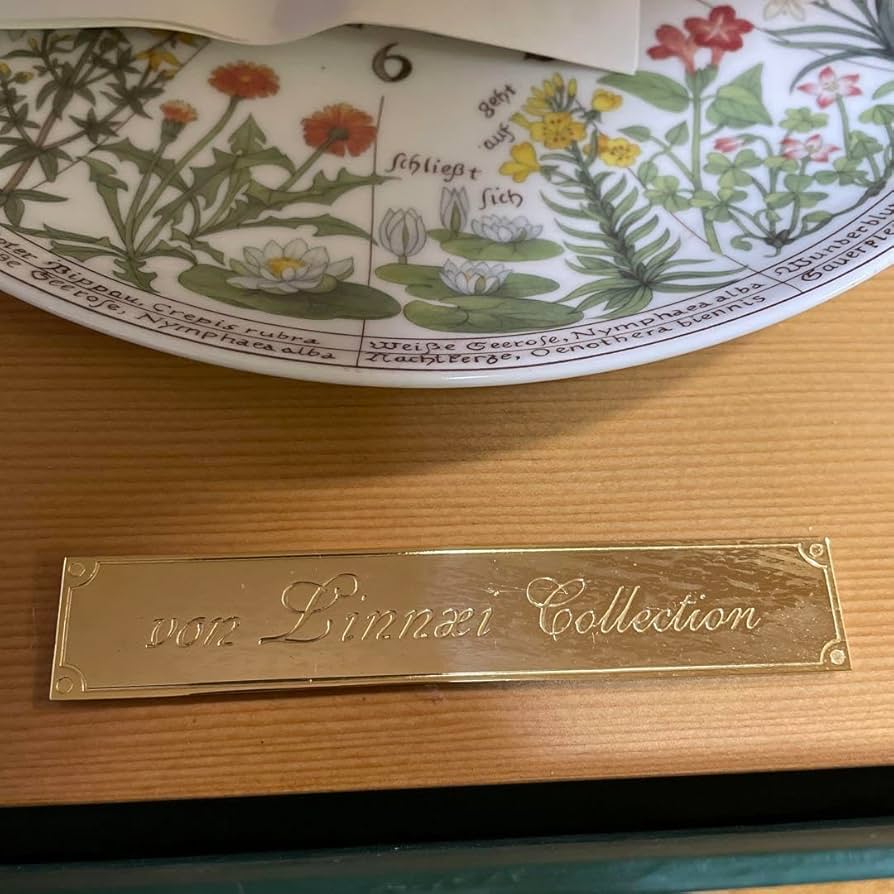 6
geht
auf
schließt
sich
Roter Pippau, Crepis rubra
Seerose, Nymphaea alba
Weiße Seerose, Nymphaea alba
Nachtkerze, Oenothera biennis
von Linnæi Collection